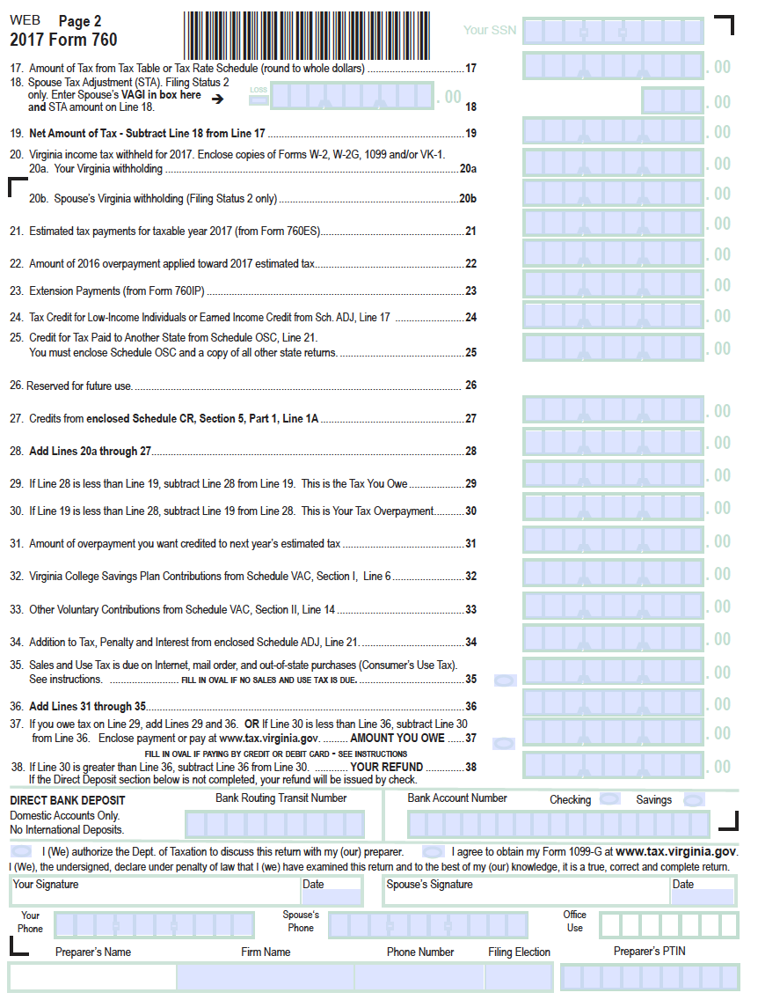 WEB Page 2
2017 Form 760
Your SSN
17. Amount of Tax from Tax Table or Tax Rate Schedule (round to whole dollars) ....................................17 . 00
18. Spouse Tax Adjustment (STA). Filing Status 2
only. Enter Spouse's VAGI in box here ➔ LOSS . 00
and STA amount on Line 18. 18 . 00
19. Net Amount of Tax - Subtract Line 18 from Line 17 ....................................19 . 00
20. Virginia income tax withheld for 2017. Enclose copies of Forms W-2, W-2G, 1099 and/or VK-1.
20a. Your Virginia withholding ....................................20a . 00
20b. Spouse's Virginia withholding (Filing Status 2 only) ....................................20b . 00
21. Estimated tax payments for taxable year 2017 (from Form 760ES)....................................21 . 00
22. Amount of 2016 overpayment applied toward 2017 estimated tax....................................22 . 00
23. Extension Payments (from Form 760IP) ....................................23 . 00
24. Tax Credit for Low-Income Individuals or Earned Income Credit from Sch. ADJ, Line 17 ..........................24 . 00
25. Credit for Tax Paid to Another State from Schedule OSC, Line 21.
You must enclose Schedule OSC and a copy of all other state returns. ....................................25 . 00
26. Reserved for future use. .................................... 26
27. Credits from enclosed Schedule CR, Section 5, Part 1, Line 1A ....................................27 . 00
28. Add Lines 20a through 27....................................28 . 00
29. If Line 28 is less than Line 19, subtract Line 28 from Line 19. This is the Tax You Owe ....................29 . 00
30. If Line 19 is less than Line 28, subtract Line 19 from Line 28. This is Your Tax Overpayment...........30 . 00
31. Amount of overpayment you want credited to next year's estimated tax ....................................31 . 00
32. Virginia College Savings Plan Contributions from Schedule VAC, Section I, Line 6 ..........................32 . 00
33. Other Voluntary Contributions from Schedule VAC, Section II, Line 14 ....................................33 . 00
34. Addition to Tax, Penalty and Interest from enclosed Schedule ADJ, Line 21. ....................................34 . 00
35. Sales and Use Tax is due on Internet, mail order, and out-of-state purchases (Consumer's Use Tax).
See instructions. .......................... FILL IN OVAL IF NO SALES AND USE TAX IS DUE. ....................................35 . 00
36. Add Lines 31 through 35....................................36 . 00
37. If you owe tax on Line 29, add Lines 29 and 36. OR If Line 30 is less than Line 36, subtract Line 30
from Line 36. Enclose payment or pay at www.tax.virginia.gov. ......... AMOUNT YOU OWE ......37 . 00
FILL IN OVAL IF PAYING BY CREDIT OR DEBIT CARD - SEE INSTRUCTIONS
38. If Line 30 is greater than Line 36, subtract Line 36 from Line 30. ............ YOUR REFUND ..............38 . 00
If the Direct Deposit section below is not completed, your refund will be issued by check.
DIRECT BANK DEPOSIT Bank Routing Transit Number Bank Account Number Checking Savings
Domestic Accounts Only.
No International Deposits.
I (We) authorize the Dept. of Taxation to discuss this return with my (our) preparer. I agree to obtain my Form 1099-G at www.tax.virginia.gov.
I (We), the undersigned, declare under penalty of law that I (we) have examined this return and to the best of my (our) knowledge, it is a true, correct and complete return.
Your Signature Date Spouse's Signature Date
Your Phone Spouse's Phone Office Use
Preparer's Name Firm Name Phone Number Filing Election Preparer's PTIN